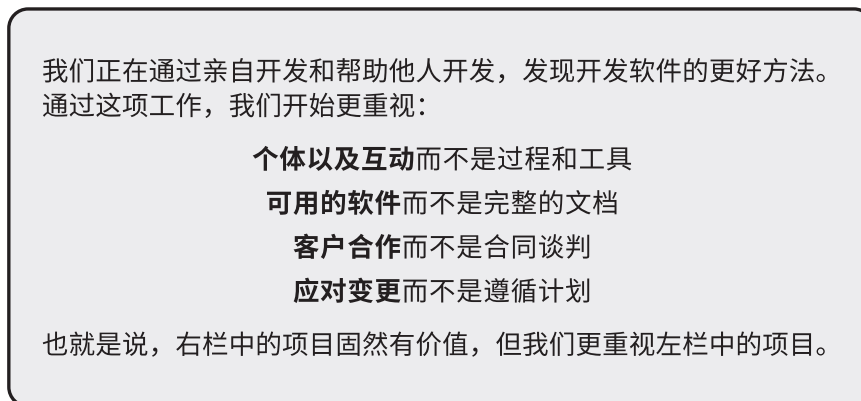 我们正在通过亲自开发和帮助他人开发，发现开发软件的更好方法。
通过这项工作，我们开始更重视：
个体以及互动而不是过程和工具
可用的软件而不是完整的文档
客户合作而不是合同谈判
应对变更而不是遵循计划
也就是说，右栏中的项目固然有价值，但我们更重视左栏中的项目。